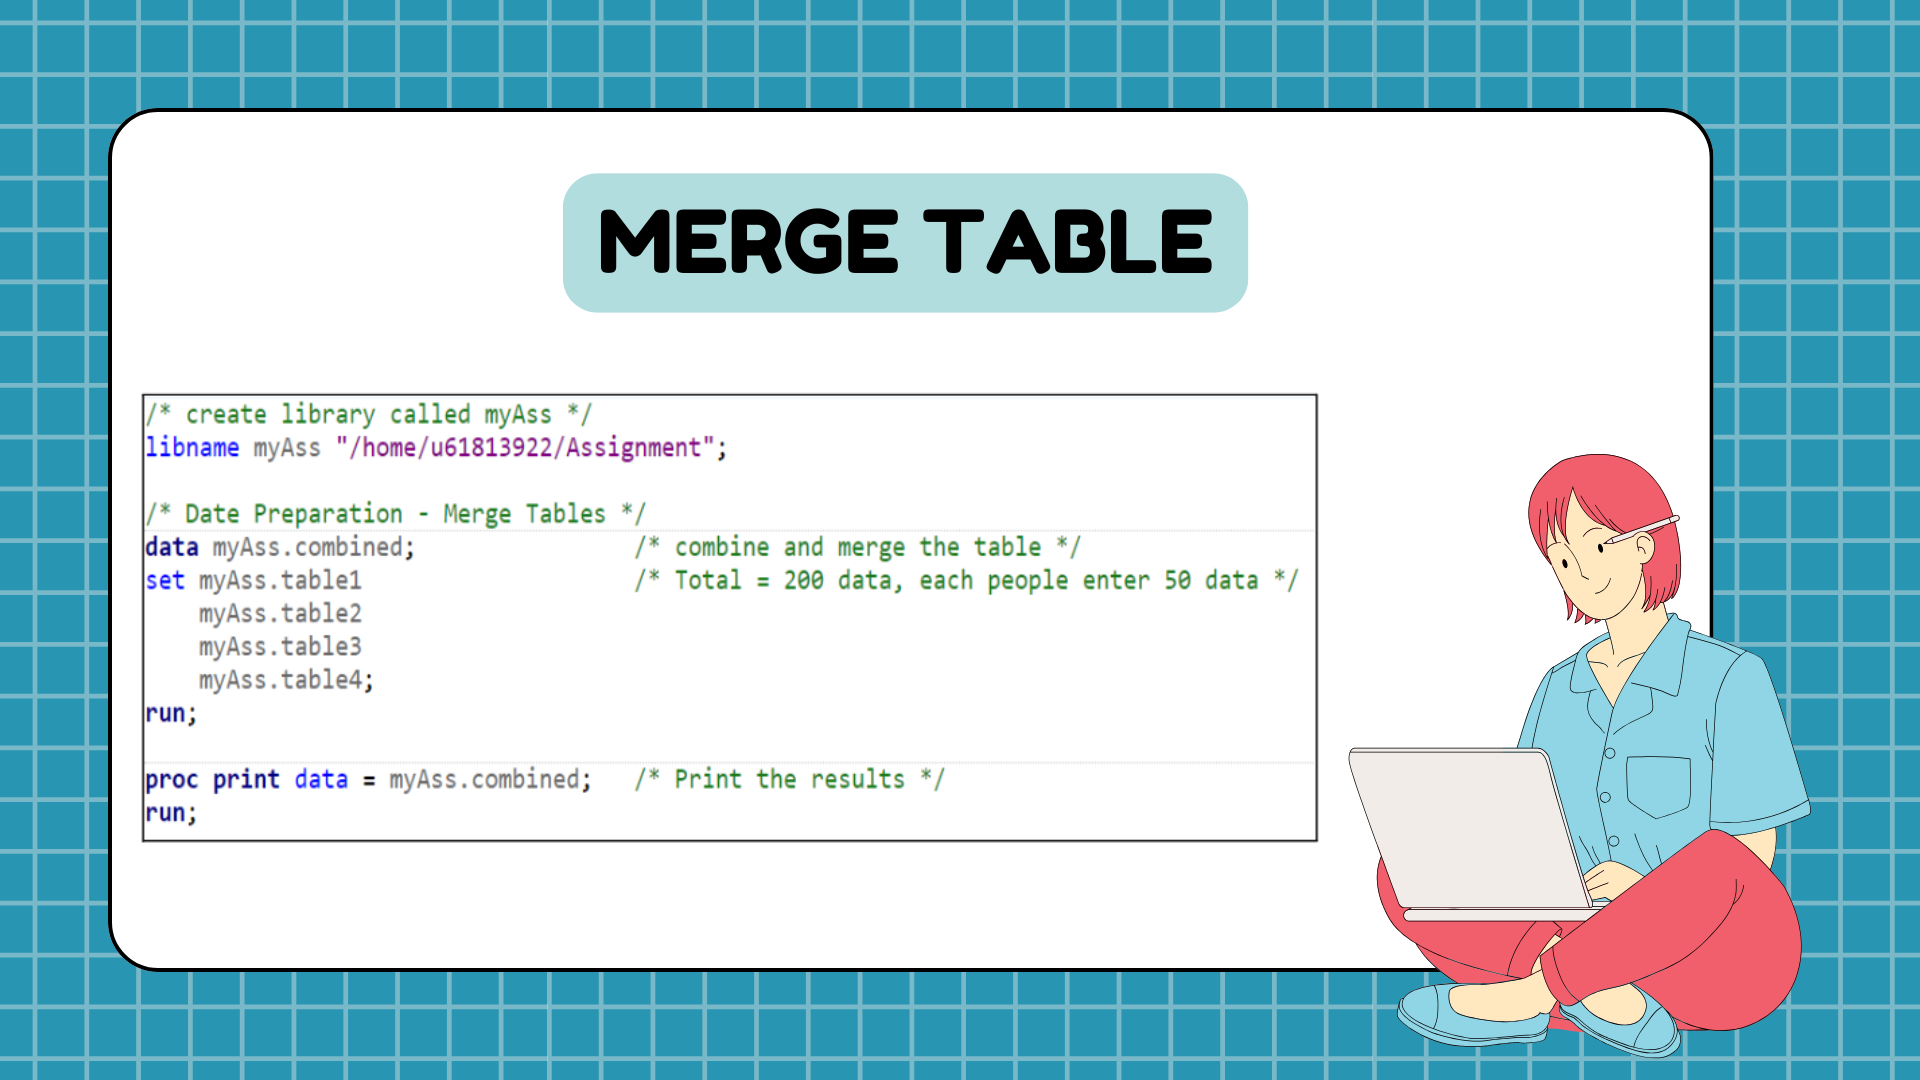 MERGE TABLE
/* create library called myAss */
libname myAss "/home/u61813922/Assignment";
/* Date Preparation - Merge Tables */
data myAss.combined; /* combine and merge the table */
set myAss.table1 /* Total = 200 data, each people enter 50 data */
myAss.table2
myAss.table3
myAss.table4;
run;
proc print data = myAss.combined; /* Print the results */
run;